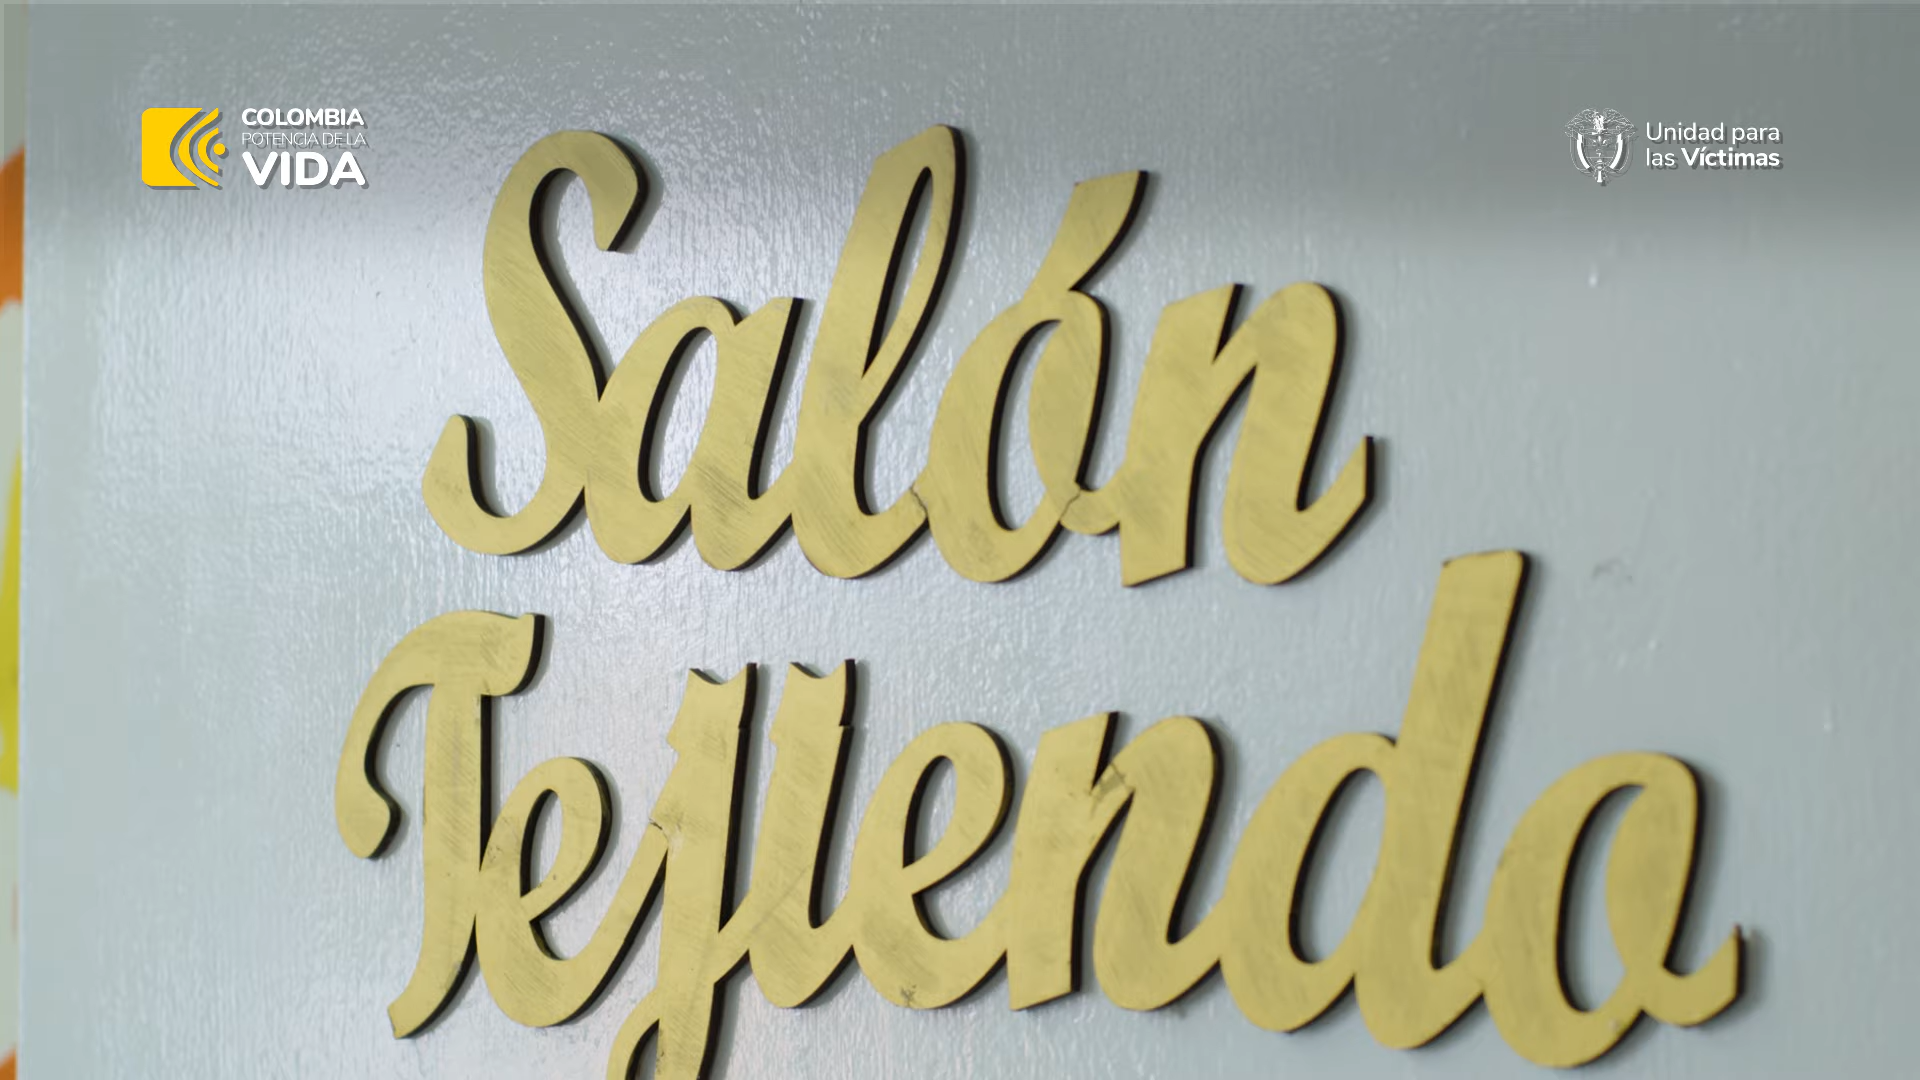 COLOMBIA
POTENCIA DE LA
VIDA
Unidad para
las Víctimas
Salón
Tejiendo